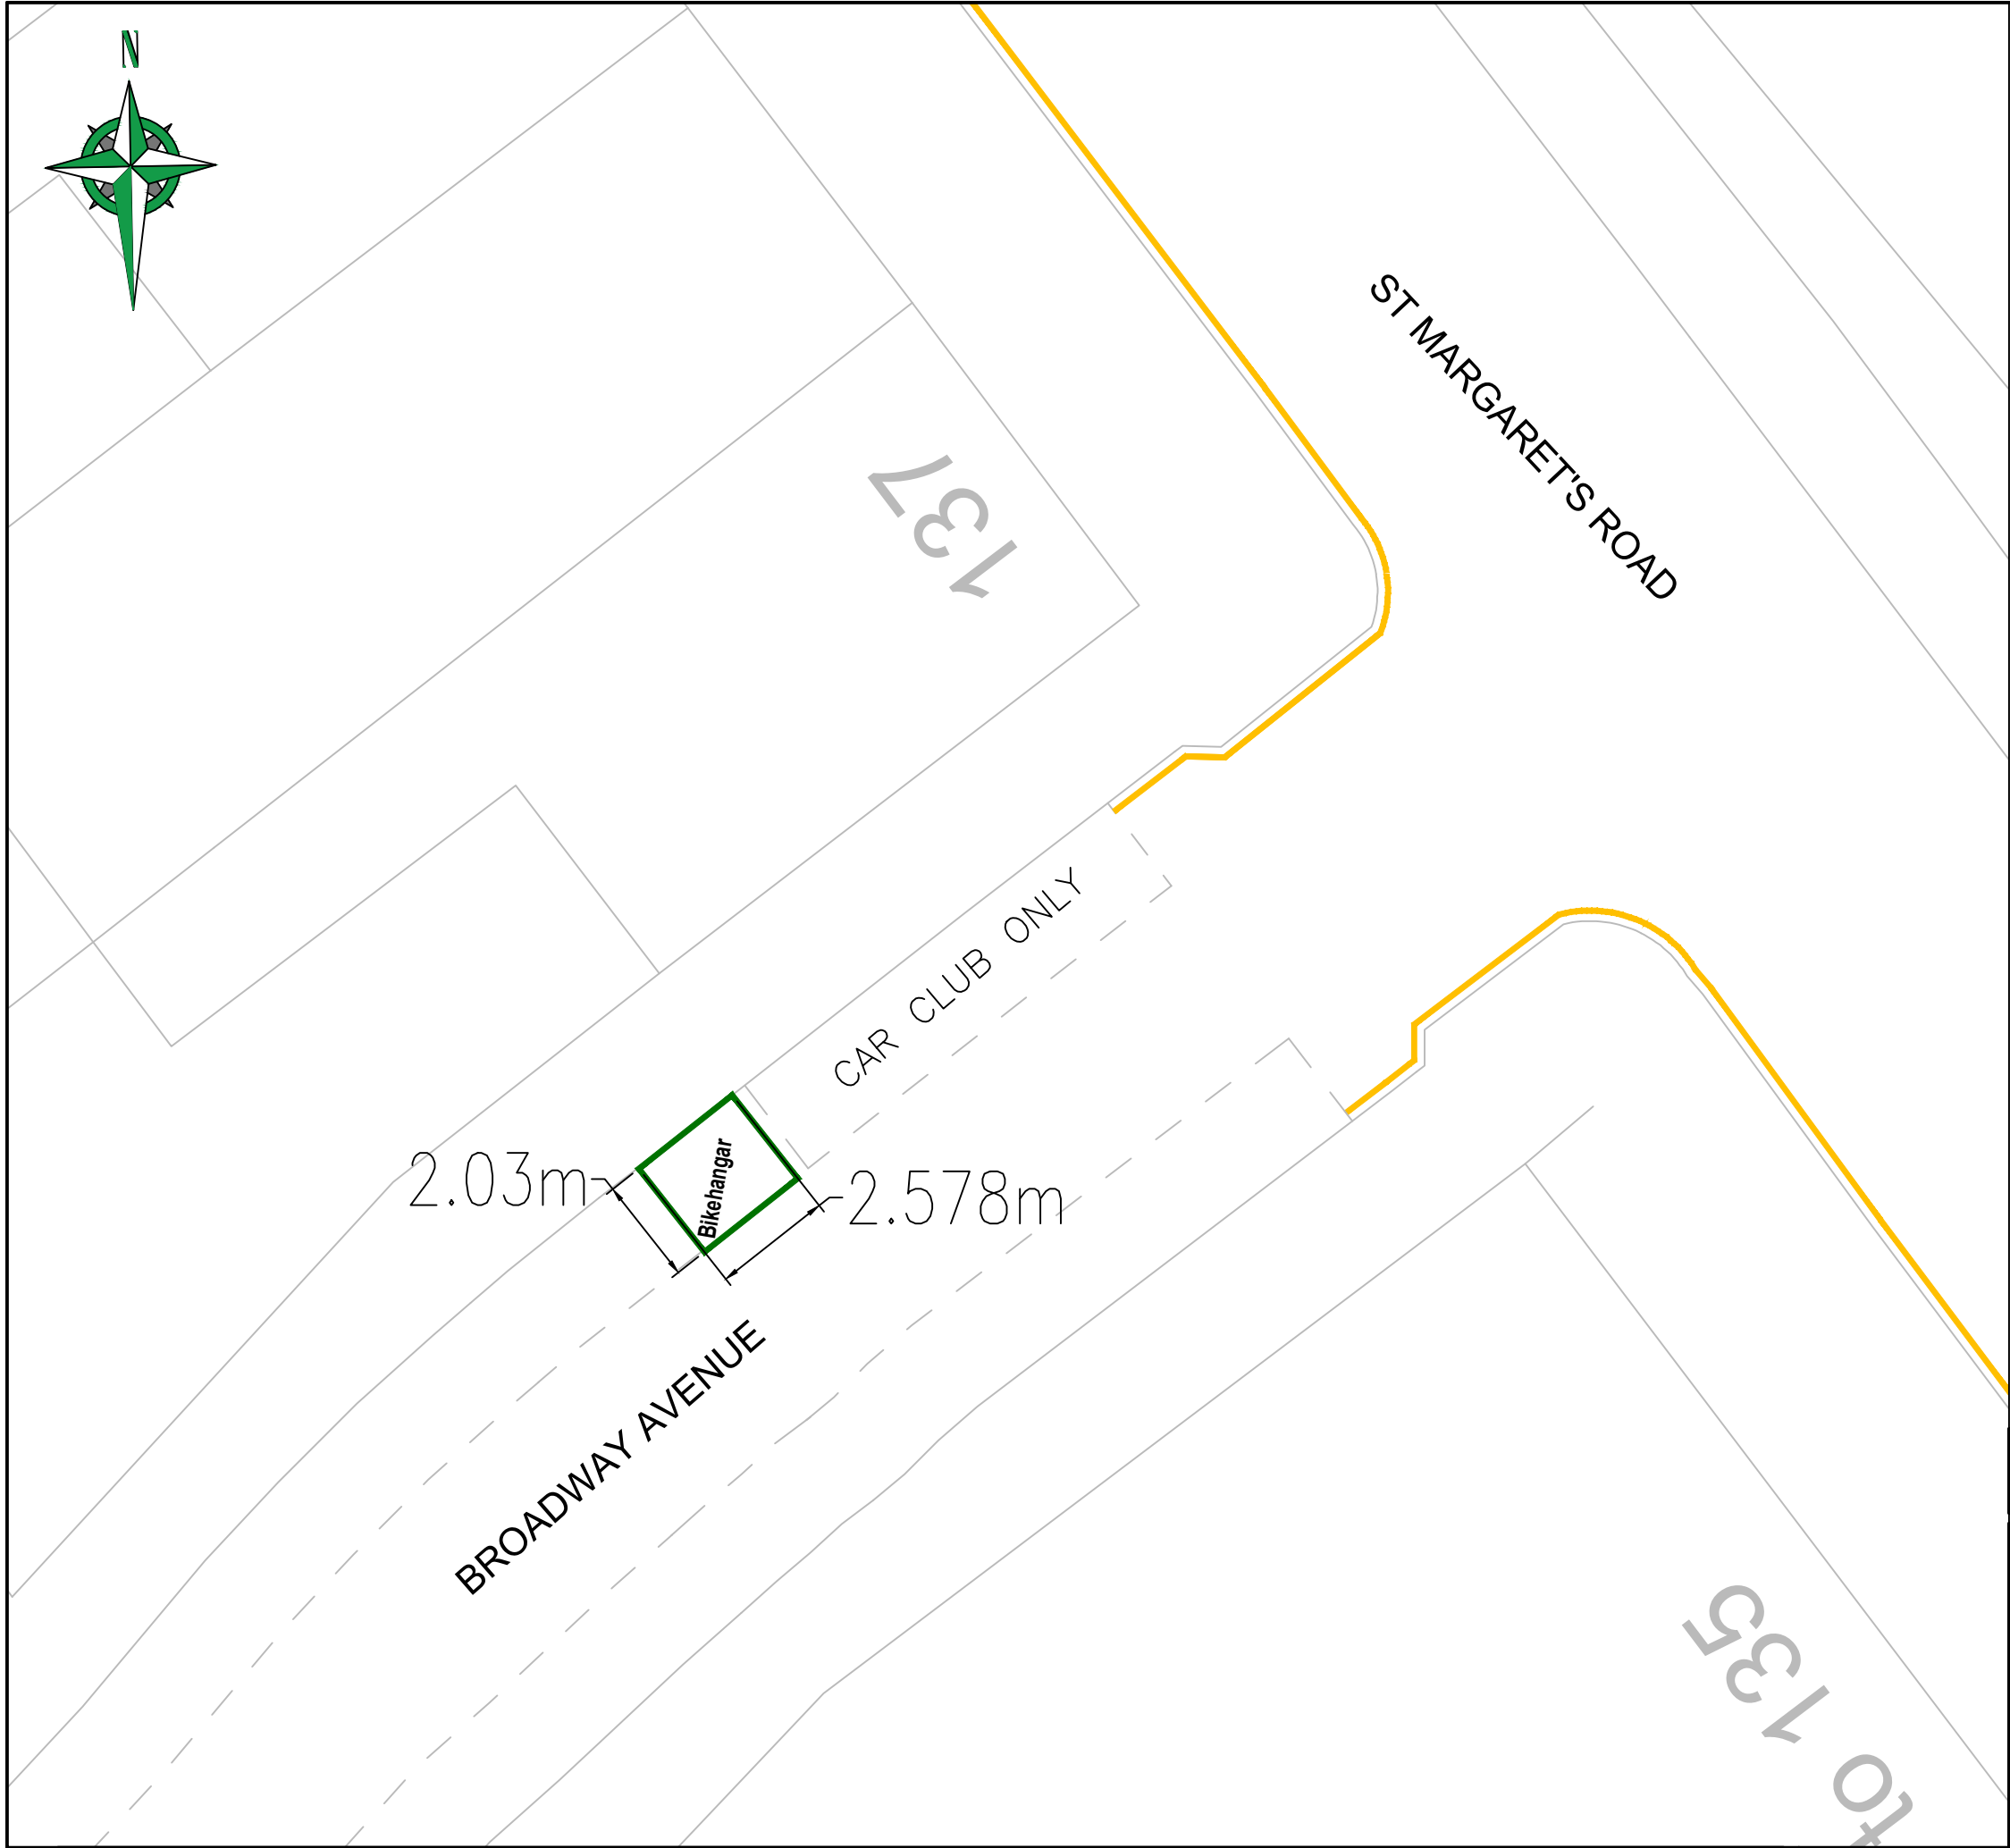 N
ST MARGARET'S ROAD
137
CAR CLUB ONLY
Bikehangar
2.03m
2.578m
BROADWAY AVENUE
to 135